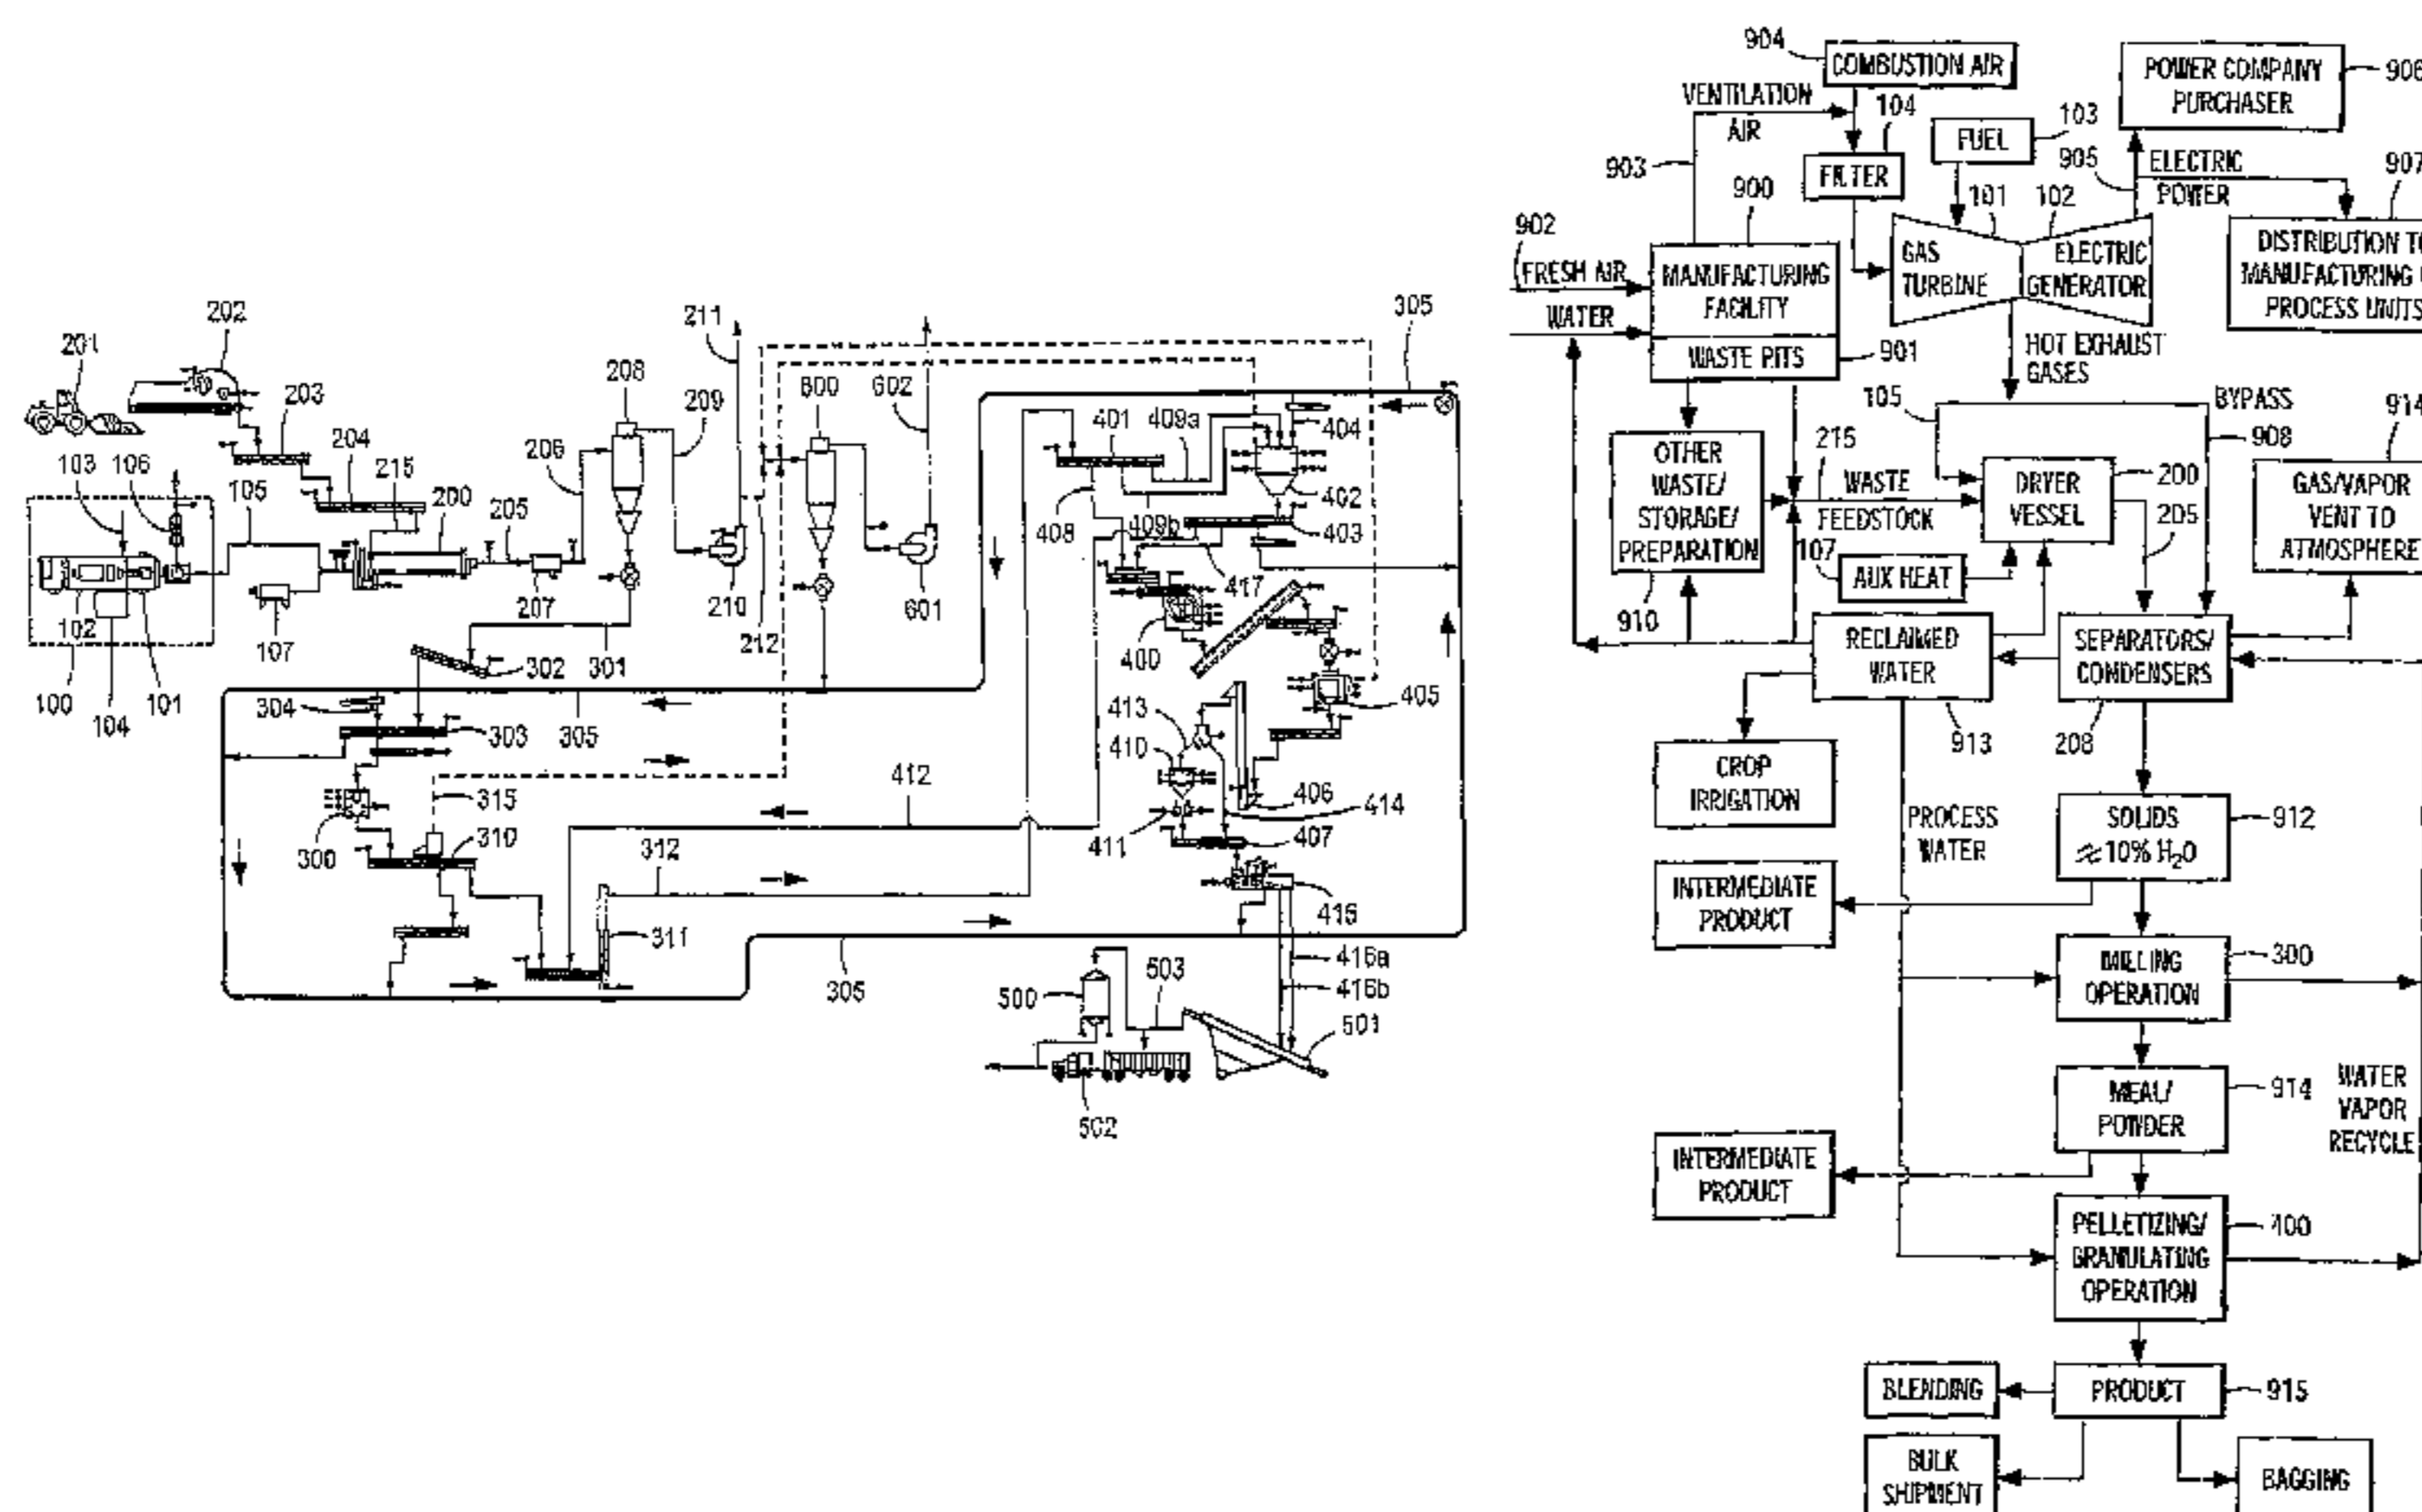 202
201
203
204
103
106
105
215
200
205
206
208
209
211
800
602
207
210
601
107
102
100
104
101
212
302
301
304
303
305
315
300
310
312
311
412
305
305
401
409a
404
402
408
409b
403
417
400
405
413
410
406
414
411
407
416
416a
416b
500
503
501
502
904
COMBUSTION AIR
VENTILATION
AIR
104
903
FILTER
FUEL
103
POWER COMPANY
PURCHASER
906
905
ELECTRIC
POWER
907
900
902
FRESH AIR
WATER
MANUFACTURING
FACILITY
WASTE PITS
901
101
102
GAS
TURBINE
ELECTRIC
GENERATOR
DISTRIBUTION TO
MANUFACTURING
PROCESS UNITS
HOT EXHAUST
GASES
105
BYPASS
908
914
OTHER
WASTE/
STORAGE/
PREPARATION
910
215
WASTE
FEEDSTOCK
DRYER
VESSEL
200
205
GAS/VAPOR
VENT TO
ATMOSPHERE
107
AUX HEAT
RECLAIMED
WATER
913
SEPARATORS/
CONDENSERS
208
CROP
IRRIGATION
PROCESS
WATER
SOLIDS
≈10% H₂O
912
INTERMEDIATE
PRODUCT
MILLING
OPERATION
300
MEAL/
POWDER
914
WATER
VAPOR
RECYCLE
INTERMEDIATE
PRODUCT
PELLETIZING/
GRANULATING
OPERATION
400
BLENDING
PRODUCT
915
BULK
SHIPMENT
BAGGING